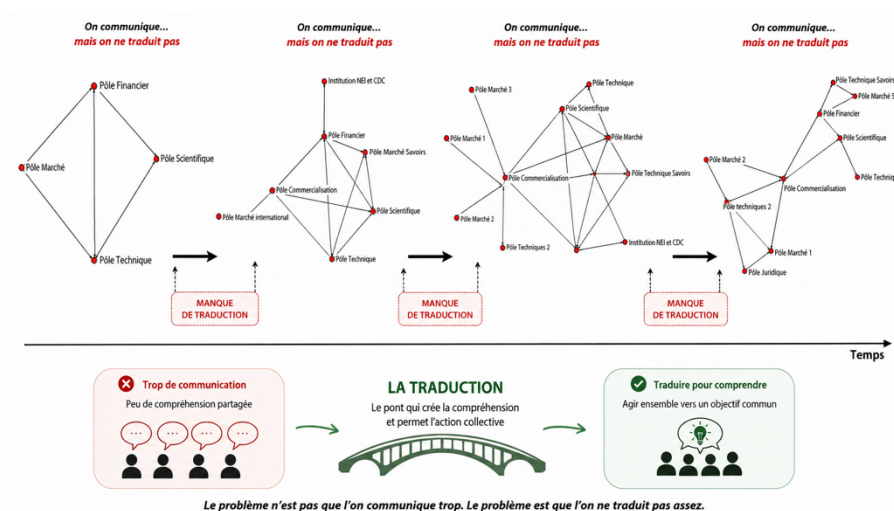 On communique...
mais on ne traduit pas
On communique...
mais on ne traduit pas
On communique...
mais on ne traduit pas
On communique...
mais on ne traduit pas
Pôle Financier
Pôle Marché
Pôle Scientifique
Pôle Technique
Institution NEI et CDC
Pôle Financier
Pôle Marché Savoirs
Pôle Commercialisation
Pôle Marché international
Pôle Scientifique
Pôle Technique
Pôle Marché 3
Pôle Technique
Pôle Scientifique
Pôle Marché 1
Pôle Marché
Pôle Commercialisation
Pôle Technique Savoirs
Pôle Marché 2
Pôle Techniques 2
Institution NEI et CDC
Pôle Technique Savoirs
Pôle Marché 5
Pôle Financier
Pôle Scientifique
Pôle Marché 2
Pôle Techniq
Pôle Commercialisation
Pôle techniques 2
Pôle Marché 1
Pôle Juridique
MANQUE
DE TRADUCTION
MANQUE
DE TRADUCTION
MANQUE
DE TRADUCTION
Temps
Trop de communication
Peu de compréhension partagée
LA TRADUCTION
Le pont qui crée la compréhension
et permet l'action collective
Traduire pour comprendre
Agir ensemble vers un objectif commun
Le problème n'est pas que l'on communique trop. Le problème est que l'on ne traduit pas assez.